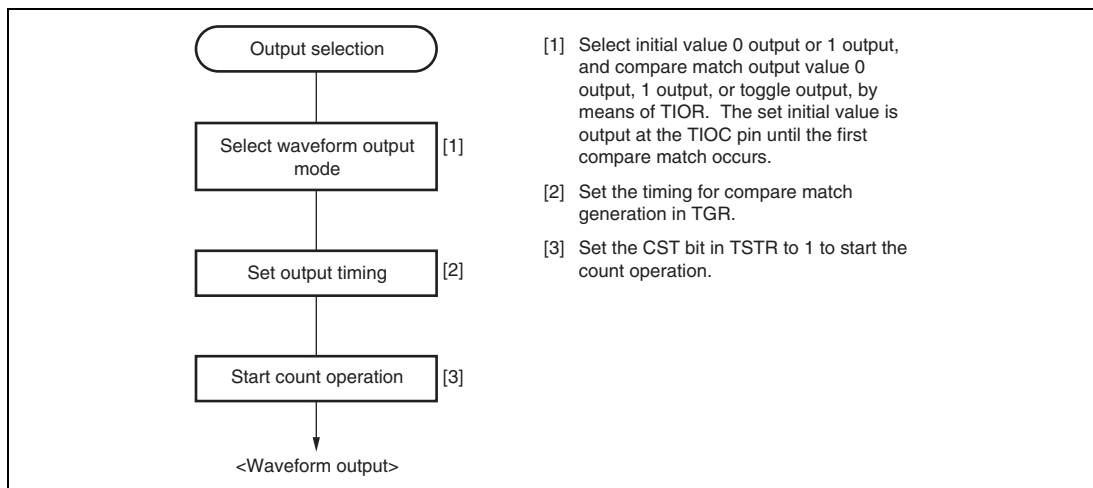 Output selection
Select waveform output
mode
[1]
Set output timing
[2]
Start count operation
[3]
<Waveform output>
[1] Select initial value 0 output or 1 output,
and compare match output value 0
output, 1 output, or toggle output, by
means of TIOR. The set initial value is
output at the TIOC pin until the first
compare match occurs.
[2] Set the timing for compare match
generation in TGR.
[3] Set the CST bit in TSTR to 1 to start the
count operation.